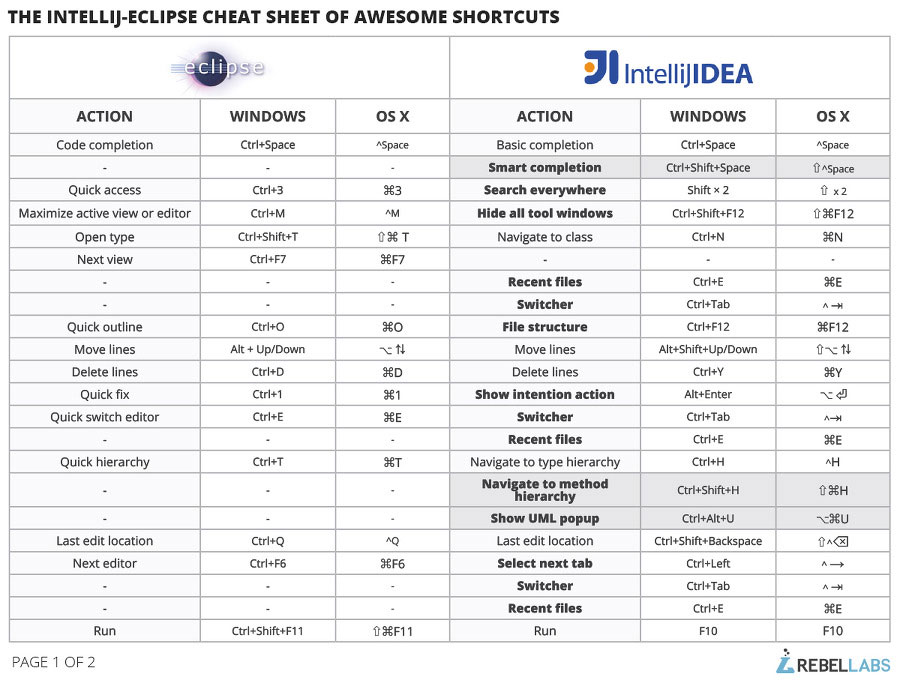 THE INTELLIJ-ECLIPSE CHEAT SHEET OF AWESOME SHORTCUTS
eclipse IntelliJIDEA
ACTION WINDOWS OS X ACTION WINDOWS OS X
Code completion Ctrl+Space ^Space Basic completion Ctrl+Space ^Space
- - - Smart completion Ctrl+Shift+Space ⇧^Space
Quick access Ctrl+3 ⌘3 Search everywhere Shift × 2 ⇧ x 2
Maximize active view or editor Ctrl+M ^M Hide all tool windows Ctrl+Shift+F12 ⇧⌘F12
Open type Ctrl+Shift+T ⇧⌘ T Navigate to class Ctrl+N ⌘N
Next view Ctrl+F7 ⌘F7 - - -
- - - Recent files Ctrl+E ⌘E
- - - Switcher Ctrl+Tab ^ ⇥
Quick outline Ctrl+O ⌘O File structure Ctrl+F12 ⌘F12
Move lines Alt + Up/Down ⌥ ⇅ Move lines Alt+Shift+Up/Down ⇧⌥ ⇅
Delete lines Ctrl+D ⌘D Delete lines Ctrl+Y ⌘Y
Quick fix Ctrl+1 ⌘1 Show intention action Alt+Enter ⌥ ⏎
Quick switch editor Ctrl+E ⌘E Switcher Ctrl+Tab ^⇥
- - - Recent files Ctrl+E ⌘E
Quick hierarchy Ctrl+T ⌘T Navigate to type hierarchy Ctrl+H ^H
- - - Navigate to method hierarchy Ctrl+Shift+H ⇧⌘H
- - - Show UML popup Ctrl+Alt+U ⌥⌘U
Last edit location Ctrl+Q ^Q Last edit location Ctrl+Shift+Backspace ⇧^⌫
Next editor Ctrl+F6 ⌘F6 Select next tab Ctrl+Left ^ →
- - - Switcher Ctrl+Tab ^ ⇥
- - - Recent files Ctrl+E ⌘E
Run Ctrl+Shift+F11 ⇧⌘F11 Run F10 F10
PAGE 1 OF 2 REBELLABS